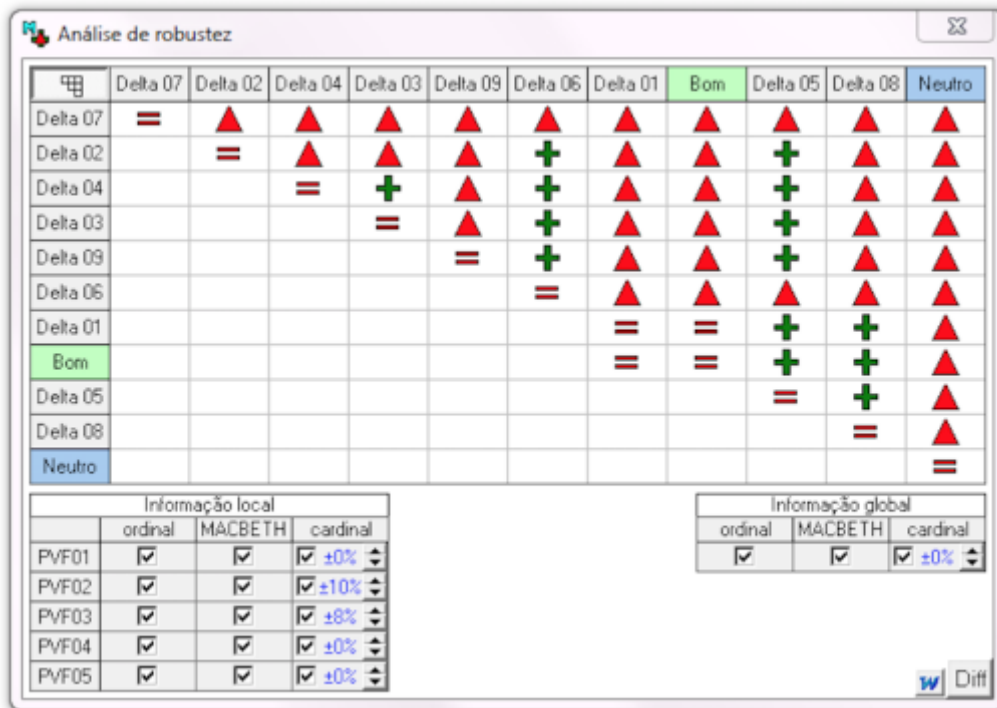 Análise de robustez
Delta 07 Delta 02 Delta 04 Delta 03 Delta 09 Delta 06 Delta 01 Bom Delta 05 Delta 08 Neutro
Delta 07
Delta 02
Delta 04
Delta 03
Delta 09
Delta 06
Delta 01
Bom
Delta 05
Delta 08
Neutro
Informação local
ordinal MACBETH cardinal
PVF01 ±0%
PVF02 ±10%
PVF03 ±8%
PVF04 ±0%
PVF05 ±0%
Informação global
ordinal MACBETH cardinal
±0%
W Diff